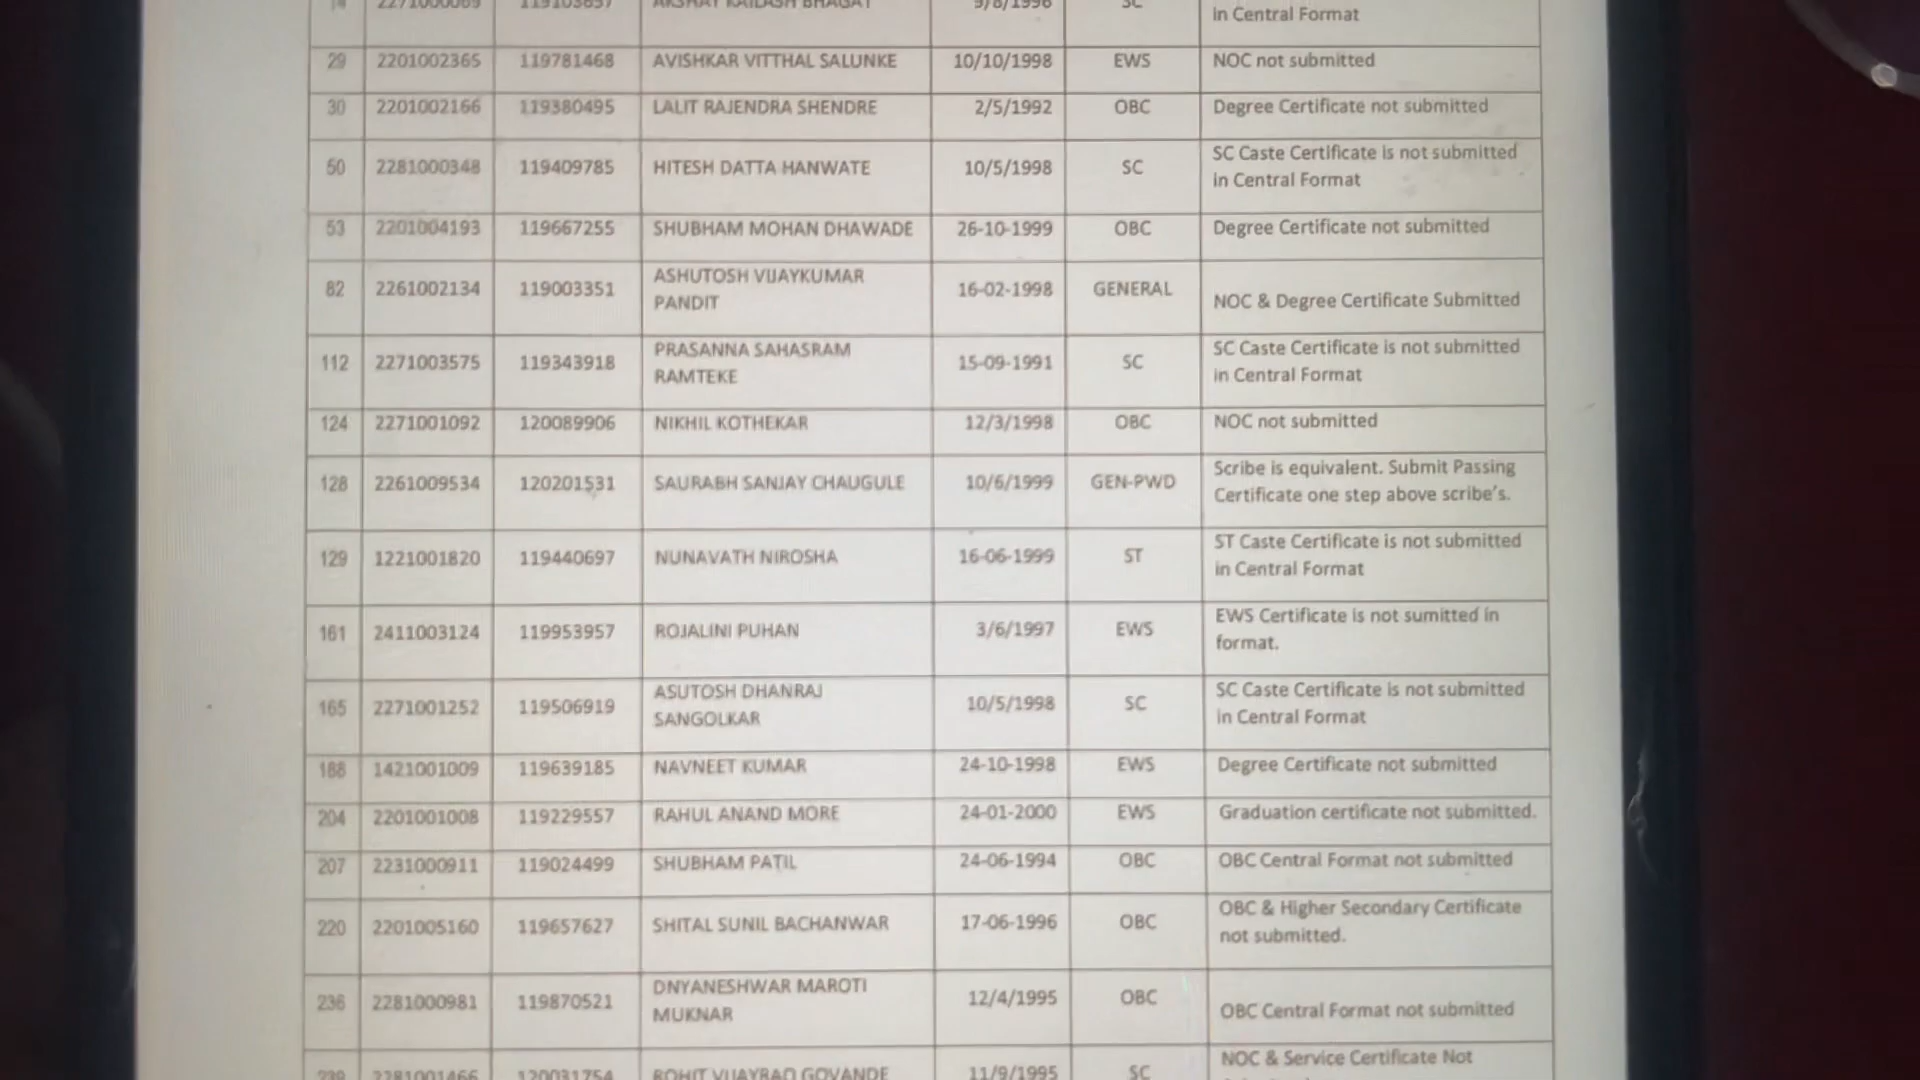 in Central Format
29 2201002365 119781468 AVISHKAR VITTHAL SALUNKE 10/10/1998 EWS NOC not submitted
30 2201002166 119380495 LALIT RAJENDRA SHENDRE 2/5/1992 OBC Degree Certificate not submitted
50 2281000348 119409785 HITESH DATTA HANWATE 10/5/1998 SC SC Caste Certificate is not submitted
in Central Format
53 2201004193 119667255 SHUBHAM MOHAN DHAWADE 26-10-1999 OBC Degree Certificate not submitted
82 2261002134 119003351 ASHUTOSH VIJAYKUMAR
PANDIT 16-02-1998 GENERAL NOC & Degree Certificate Submitted
112 2271003575 119343918 PRASANNA SAHASRAM
RAMTEKE 15-09-1991 SC SC Caste Certificate is not submitted
in Central Format
124 2271001092 120089906 NIKHIL KOTHEKAR 12/3/1998 OBC NOC not submitted
128 2261009534 120201531 SAURABH SANJAY CHAUGULE 10/6/1999 GEN-PWD Scribe is equivalent. Submit Passing
Certificate one step above scribe's.
129 1221001820 119440697 NUNAVATH NIROSHA 16-06-1999 ST ST Caste Certificate is not submitted
in Central Format
161 2411003124 119953957 ROJALINI PUHAN 3/6/1997 EWS EWS Certificate is not sumitted in
format.
165 2271001252 119506919 ASUTOSH DHANRAJ
SANGOLKAR 10/5/1998 SC SC Caste Certificate is not submitted
in Central Format
188 1421001009 119639185 NAVNEET KUMAR 24-10-1998 EWS Degree Certificate not submitted
204 2201001008 119229557 RAHUL ANAND MORE 24-01-2000 EWS Graduation certificate not submitted.
207 2231000911 119024499 SHUBHAM PATIL 24-06-1994 OBC OBC Central Format not submitted
220 2201005160 119657627 SHITAL SUNIL BACHANWAR 17-06-1996 OBC OBC & Higher Secondary Certificate
not submitted.
236 2281000981 119870521 DNYANESHWAR MAROTI
MUKNAR 12/4/1995 OBC OBC Central Format not submitted
239 2281001466 120031754 ROHIT VIJAYRAO GOVANDE 11/9/1995 SC NOC & Service Certificate Not